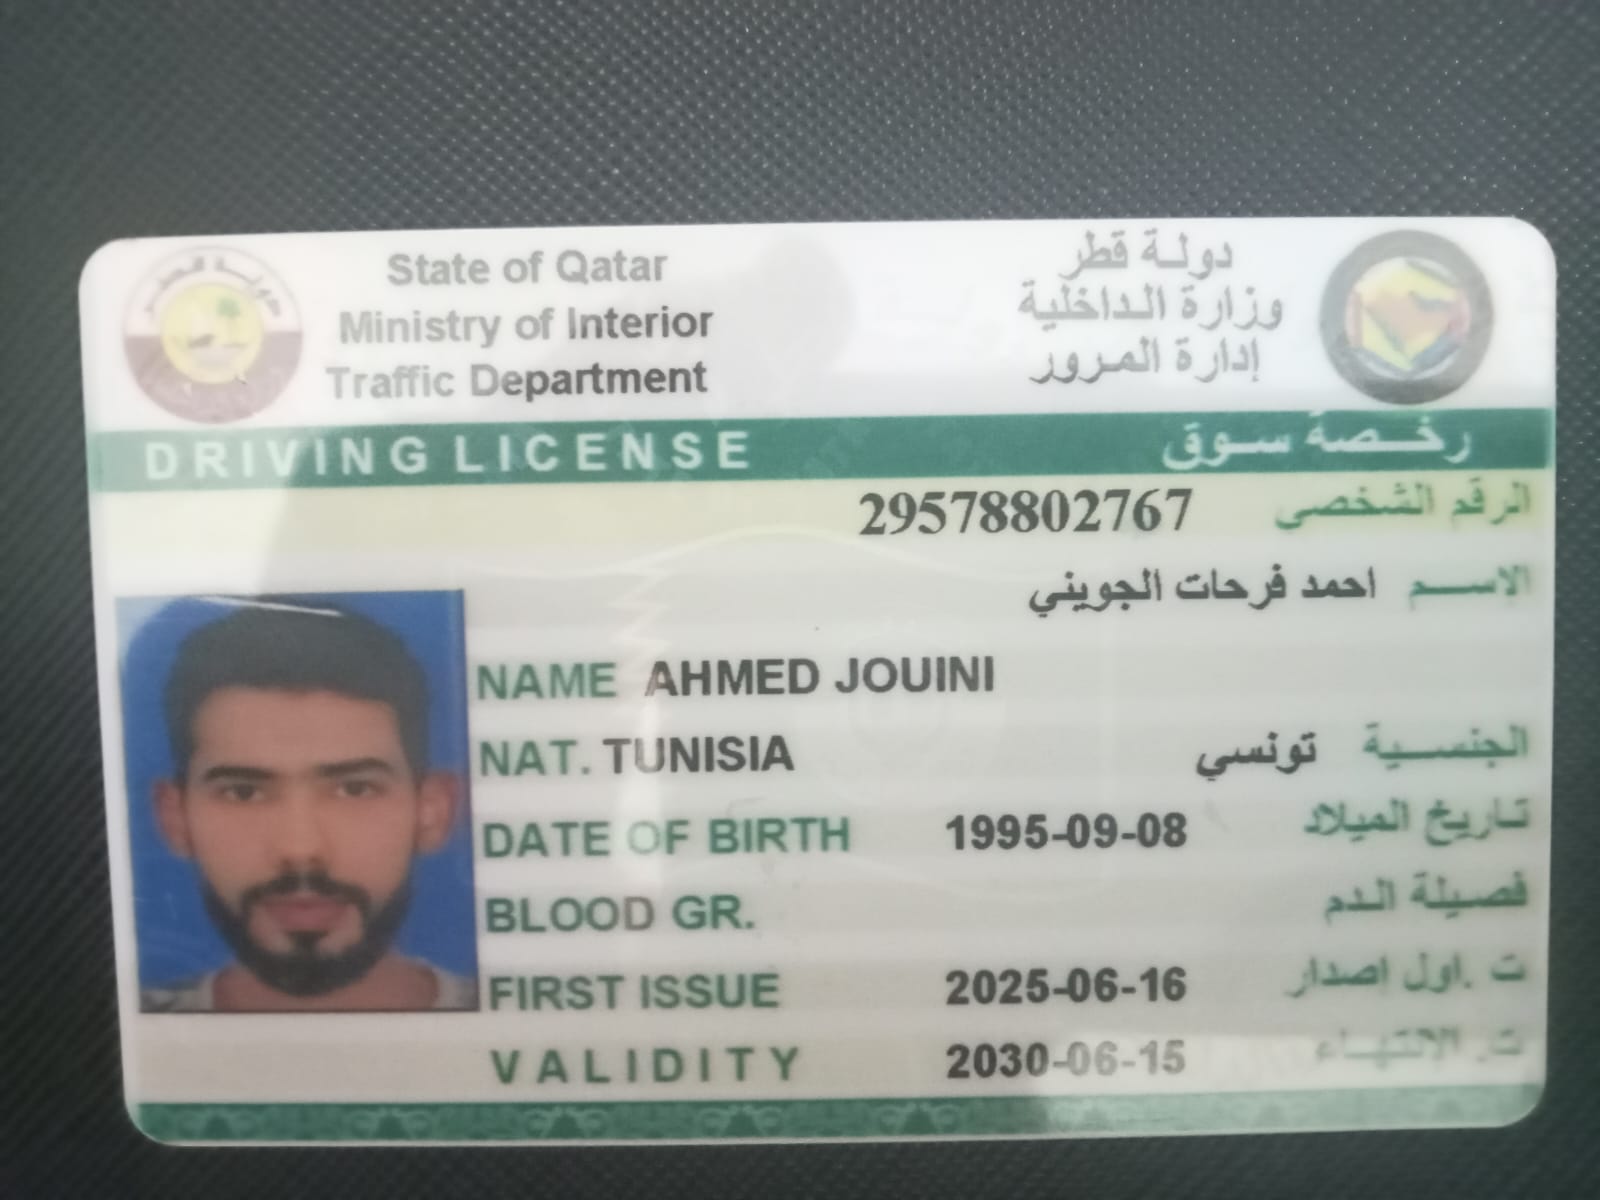 State of Qatar
Ministry of Interior
Traffic Department
دولة قطر
وزارة الداخلية
إدارة المرور
دولة قطر
DRIVING LICENSE رخصة سوق
29578802767 الرقم الشخصي
الاسم احمد فرحات الجويني
NAME AHMED JOUINI
NAT. TUNISIA الجنسية تونسي
DATE OF BIRTH 1995-09-08 تاريخ الميلاد
BLOOD GR. فصيلة الدم
FIRST ISSUE 2025-06-16 ت .اول اصدار
VALIDITY 2030-06-15 ت. الانتهاء